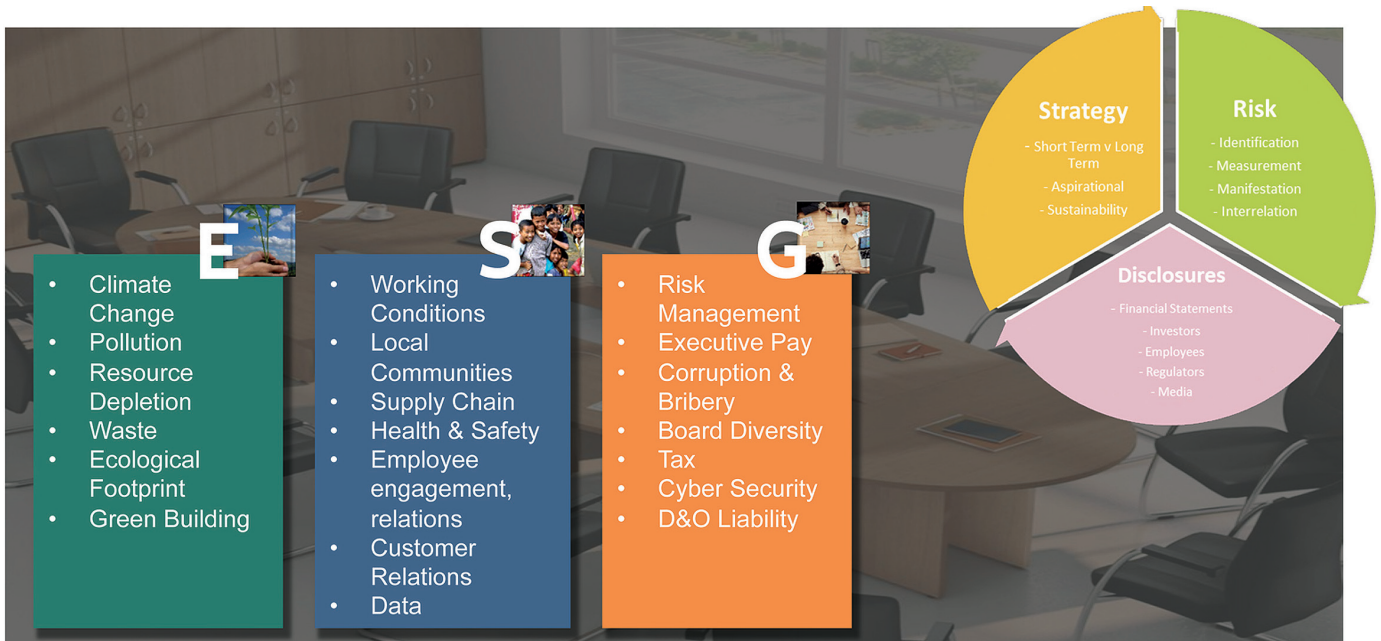 E
• Climate
Change
• Pollution
• Resource
Depletion
• Waste
• Ecological
Footprint
• Green Building
S
• Working
Conditions
• Local
Communities
• Supply Chain
• Health & Safety
• Employee
engagement,
relations
• Customer
Relations
• Data
G
• Risk
Management
• Executive Pay
• Corruption &
Bribery
• Board Diversity
• Tax
• Cyber Security
• D&O Liability
Strategy
- Short Term v Long
Term
- Aspirational
- Sustainability
Risk
- Identification
- Measurement
- Manifestation
- Interrelation
Disclosures
- Financial Statements
- Investors
- Employees
- Regulators
- Media